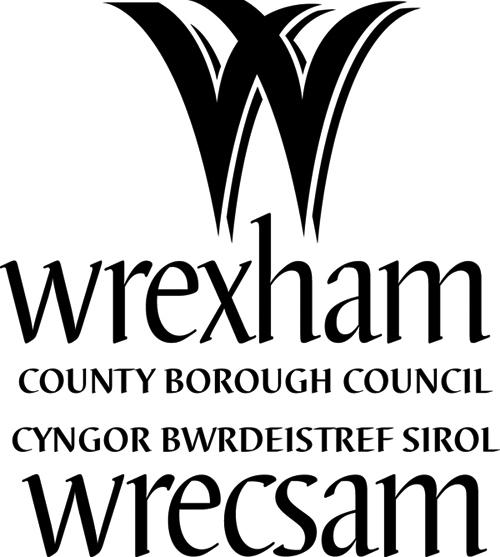 wrexham
COUNTY BOROUGH COUNCIL
CYNGOR BWRDEISTREF SIROL
wrecsam